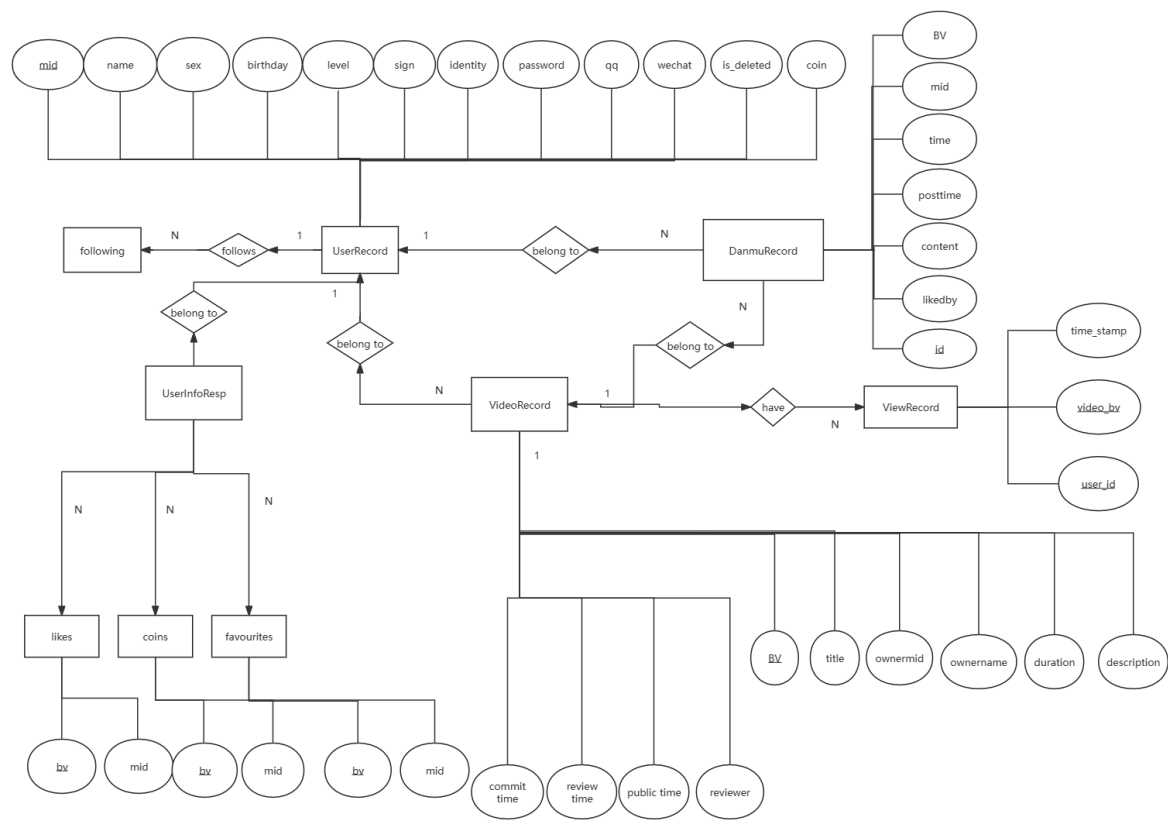 BV
mid
name
sex
birthday
level
sign
identity
password
qq
wechat
is_deleted
coin
mid
time
posttime
content
likedby
id
following
N
follows
1
UserRecord
1
belong to
N
DanmuRecord
belong to
1
belong to
N
belong to
UserInfoResp
N
VideoRecord
1
have
N
ViewRecord
time_stamp
video_bv
user_id
1
N
N
N
likes
coins
favourites
BV
title
ownermid
ownername
duration
description
bv
mid
bv
mid
bv
mid
commit
time
review
time
public time
reviewer